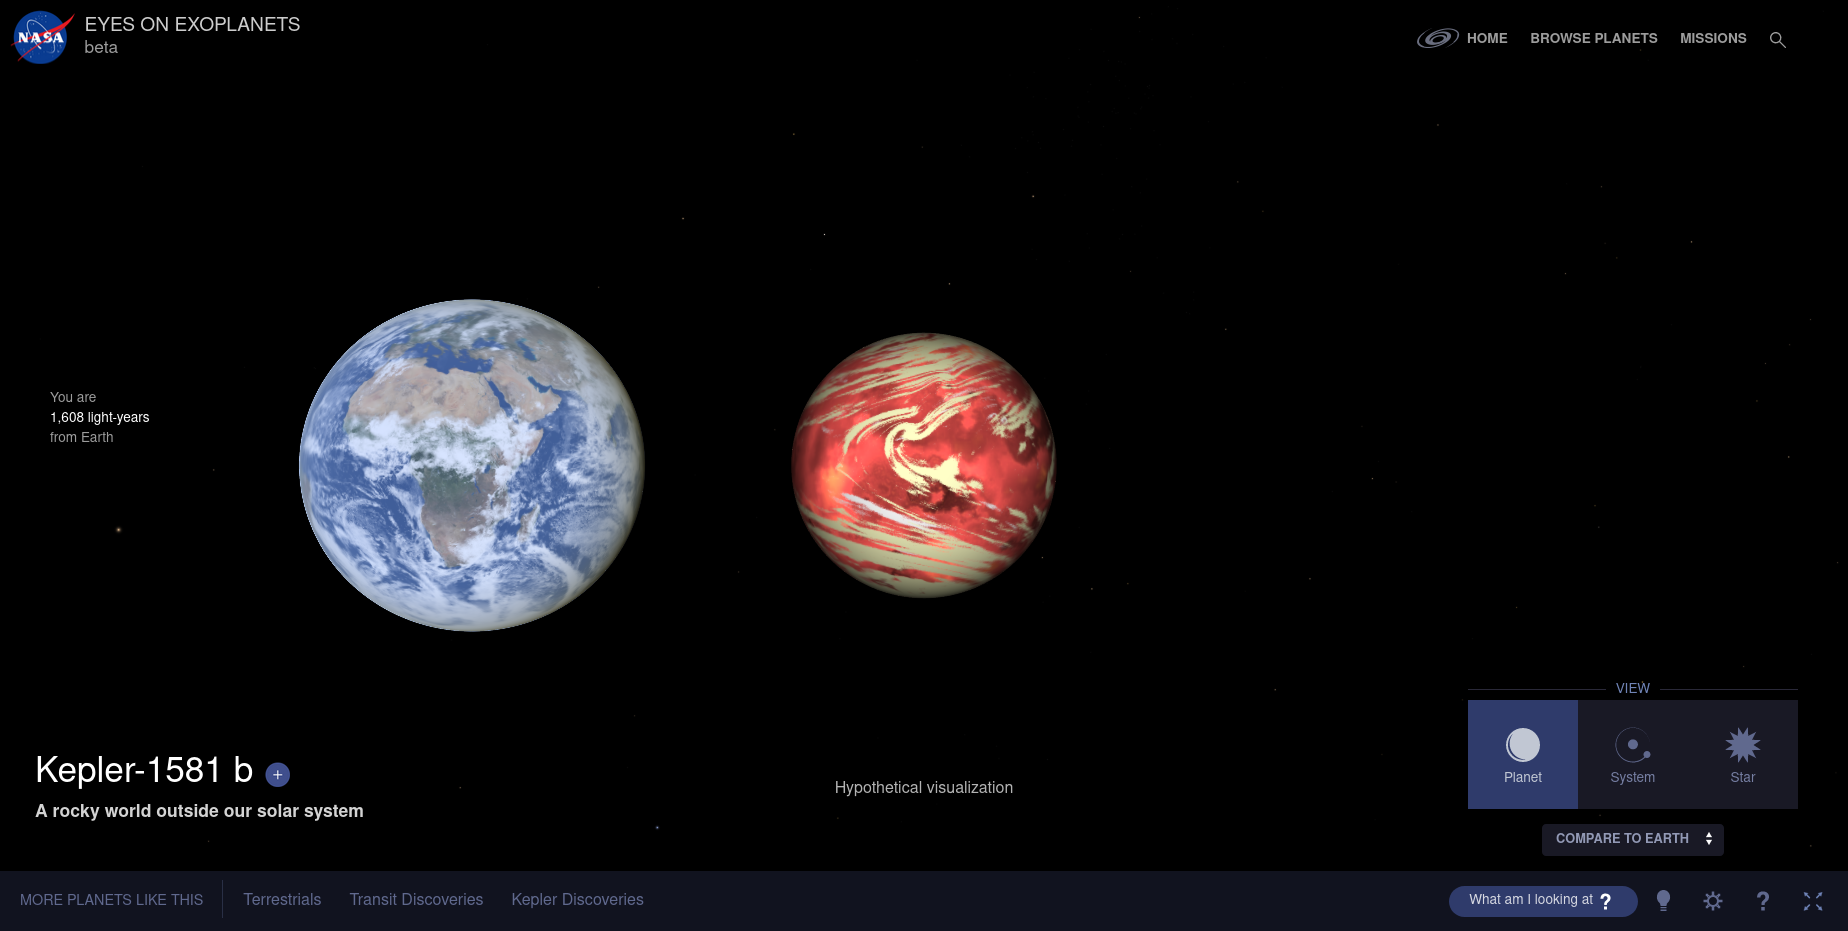 NASA
EYES ON EXOPLANETS
beta
HOME
BROWSE PLANETS
MISSIONS
You are
1,608 light-years
from Earth
Kepler-1581 b +
A rocky world outside our solar system
Hypothetical visualization
VIEW
Planet
System
Star
COMPARE TO EARTH
MORE PLANETS LIKE THIS
Terrestrials
Transit Discoveries
Kepler Discoveries
What am I looking at ?
?